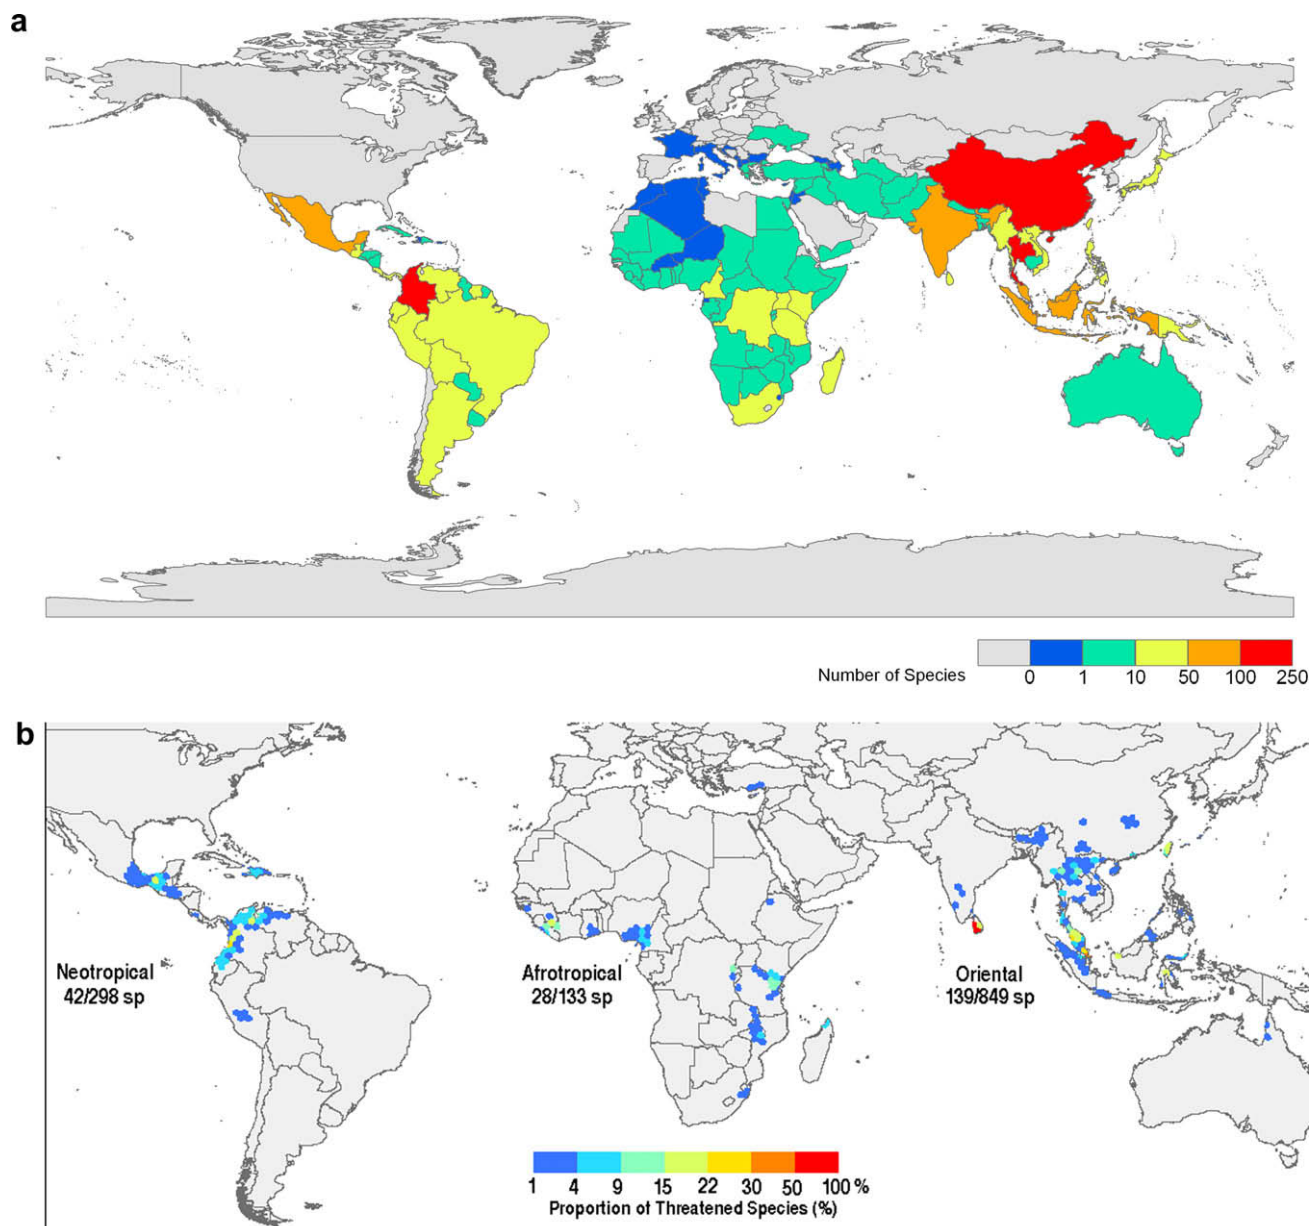 a
Number of Species
0 1 10 50 100 250
b
Neotropical
42/298 sp
Afrotropical
28/133 sp
Oriental
139/849 sp
1 4 9 15 22 30 50 100 %
Proportion of Threatened Species (%)